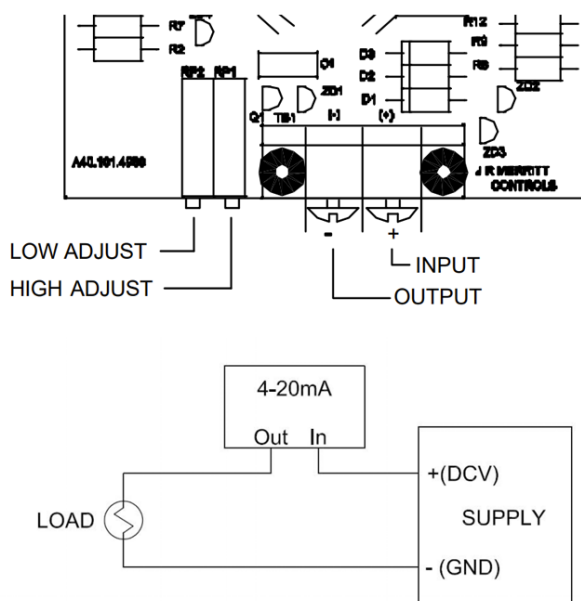 R7
R2
R12
R9
R8
RP2 RP1
Q1
D3
D2
D1
ZD1
ZD2
ZD3
Q1 TB1 (-) (+)
J R MERRITT
CONTROLS
- +
LOW ADJUST
HIGH ADJUST
INPUT
OUTPUT
4-20mA
Out In
+(DCV)
SUPPLY
- (GND)
LOAD